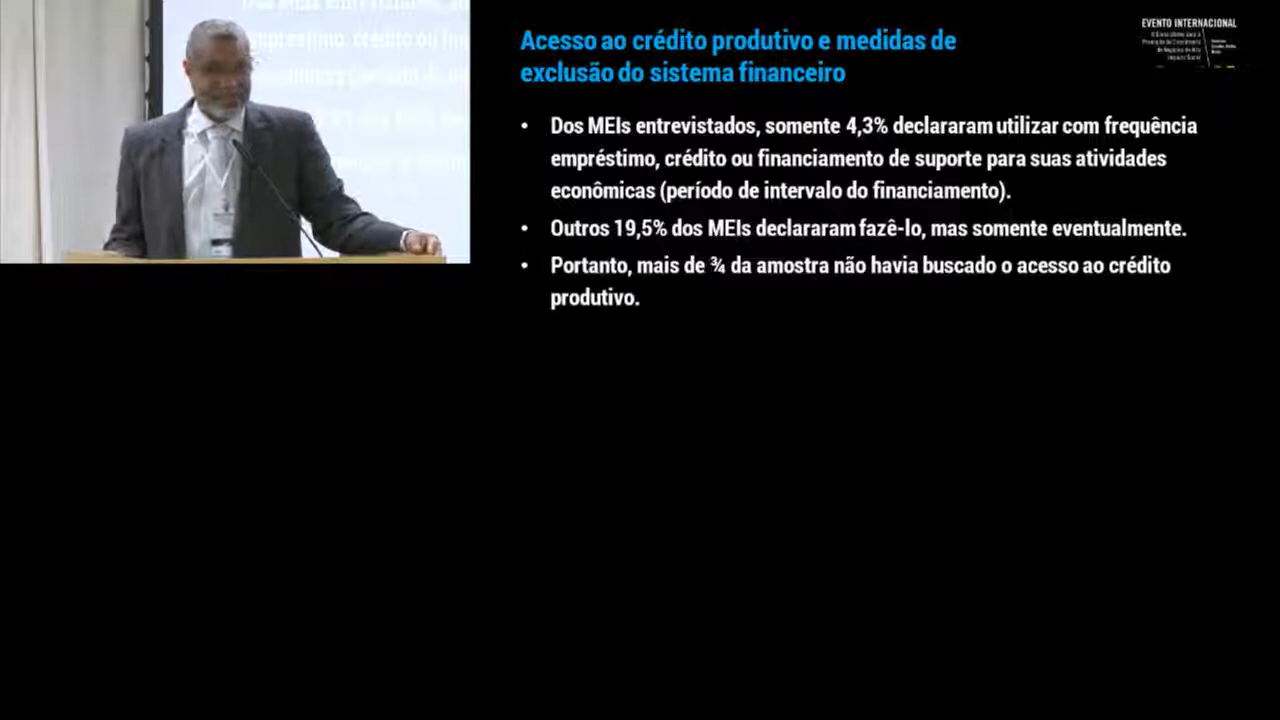 Acesso ao crédito produtivo e medidas de
exclusão do sistema financeiro
• Dos MEIs entrevistados, somente 4,3% declararam utilizar com frequência
empréstimo, crédito ou financiamento de suporte para suas atividades
econômicas (período de intervalo do financiamento).
• Outros 19,5% dos MEIs declararam fazê-lo, mas somente eventualmente.
• Portanto, mais de ¾ da amostra não havia buscado o acesso ao crédito
produtivo.
EVENTO INTERNACIONAL